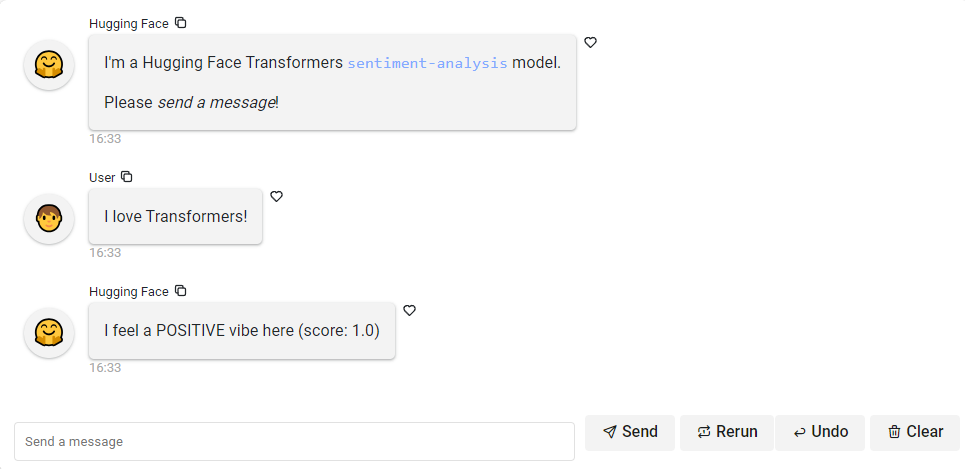 Hugging Face
I'm a Hugging Face Transformers sentiment-analysis model.
Please send a message!
16:33
User
I love Transformers!
16:33
Hugging Face
I feel a POSITIVE vibe here (score: 1.0)
16:33
Send a message
Send
Rerun
Undo
Clear